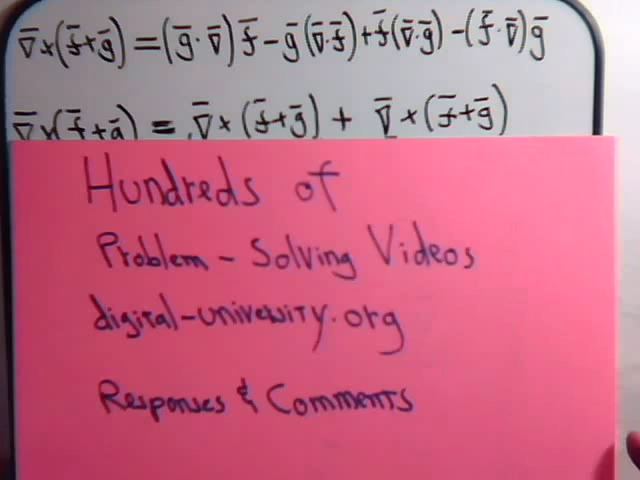 ∇̄×(f̄×ḡ) = (ḡ·∇̄)f̄ - ḡ(∇̄·f̄) + f̄(∇̄·ḡ) - (f̄·∇̄)ḡ
∇̄×(f̄×ḡ) = ∇̄×(f̄×ḡ) + ∇̄×(f̄×ḡ)
Hundreds of
Problem - Solving Videos
digital-university.org
Responses & Comments